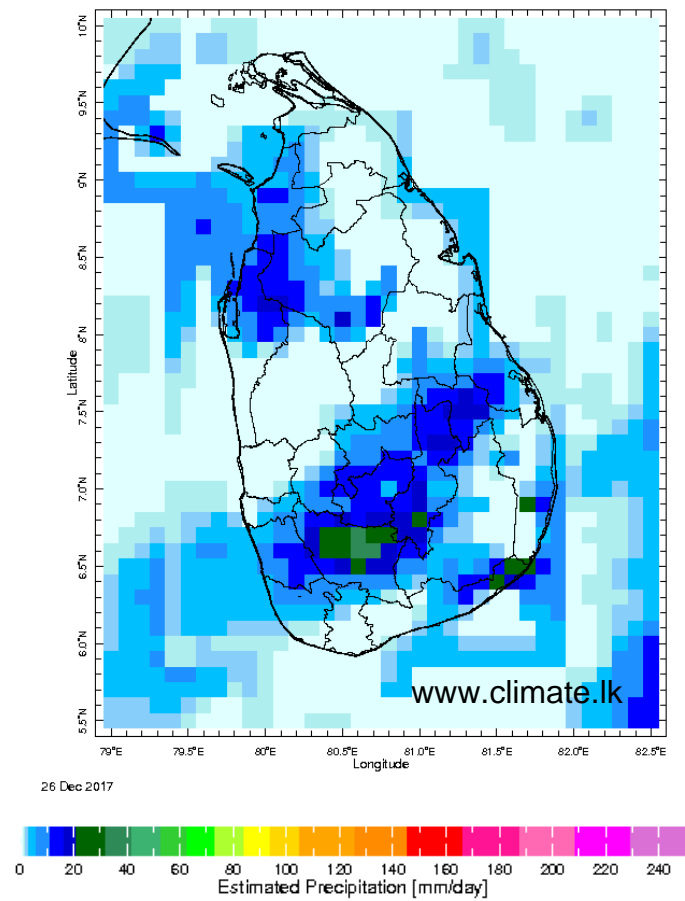 10°N
9.5°N
9°N
8.5°N
8°N
7.5°N
7.0°N
6.5°N
6.0°N
5.5°N
Latitude
www.climate.lk
79°E 79.5°E 80°E 80.5°E 81.0°E 81.5°E 82.0°E 82.5°E
Longitude
26 Dec 2017
0 20 40 60 80 100 120 140 160 180 200 220 240
Estimated Precipitation [mm/day]